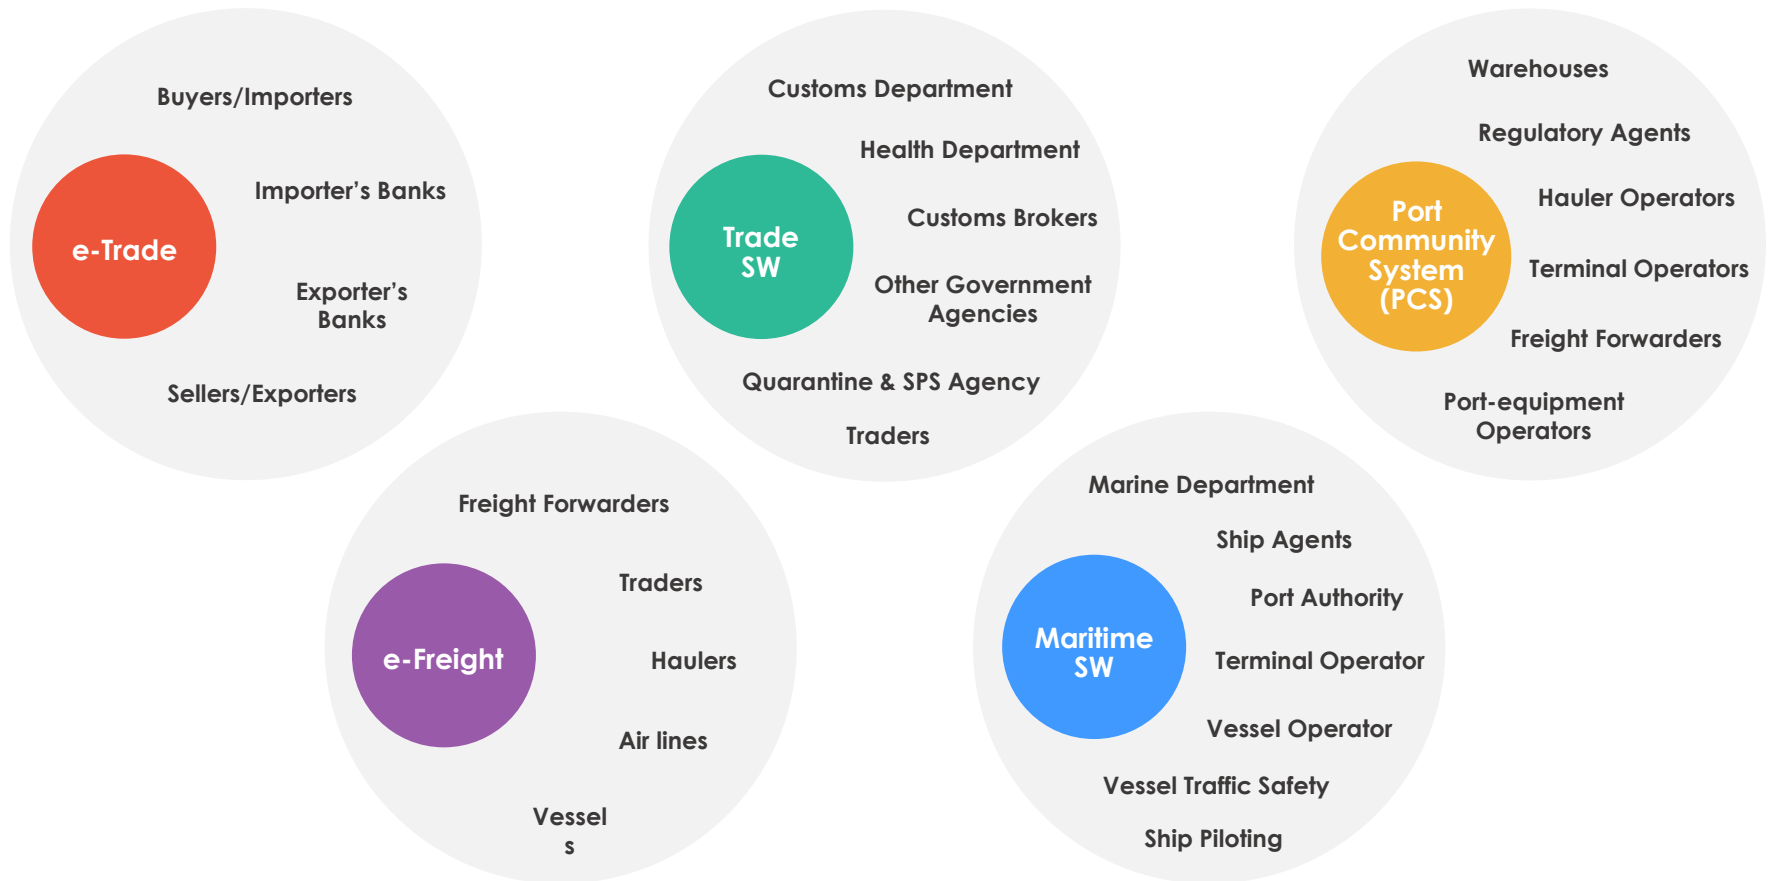 Buyers/Importers
Importer's Banks
e-Trade
Exporter's
Banks
Sellers/Exporters
Customs Department
Health Department
Customs Brokers
Trade
SW
Other Government
Agencies
Quarantine & SPS Agency
Traders
Warehouses
Regulatory Agents
Hauler Operators
Port
Community
System
(PCS)
Terminal Operators
Freight Forwarders
Port-equipment
Operators
Freight Forwarders
Traders
e-Freight
Haulers
Air lines
Vessel
s
Marine Department
Ship Agents
Port Authority
Maritime
SW
Terminal Operator
Vessel Operator
Vessel Traffic Safety
Ship Piloting